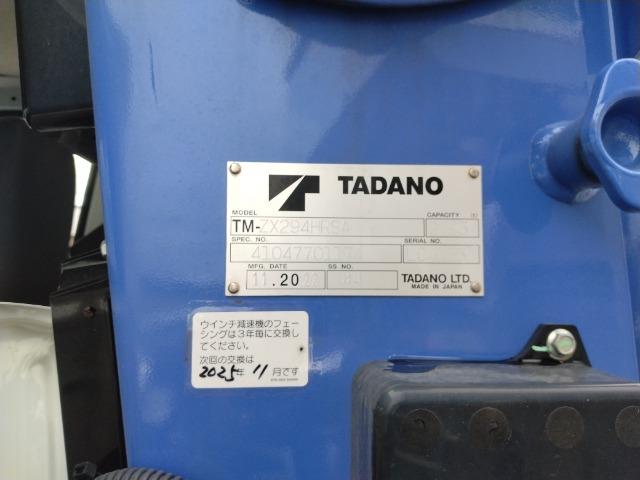 TADANO
MODEL
CAPACITY (t)
TM-ZX294HRS
SPEC. NO.
SERIAL NO.
MFG. DATE
SS NO.
11.20
TADANO LTD.
MADE IN JAPAN
ウインチ減速機のフェー
シングは3年毎に交換し
てください。
次回の交換は
2025年 11月です